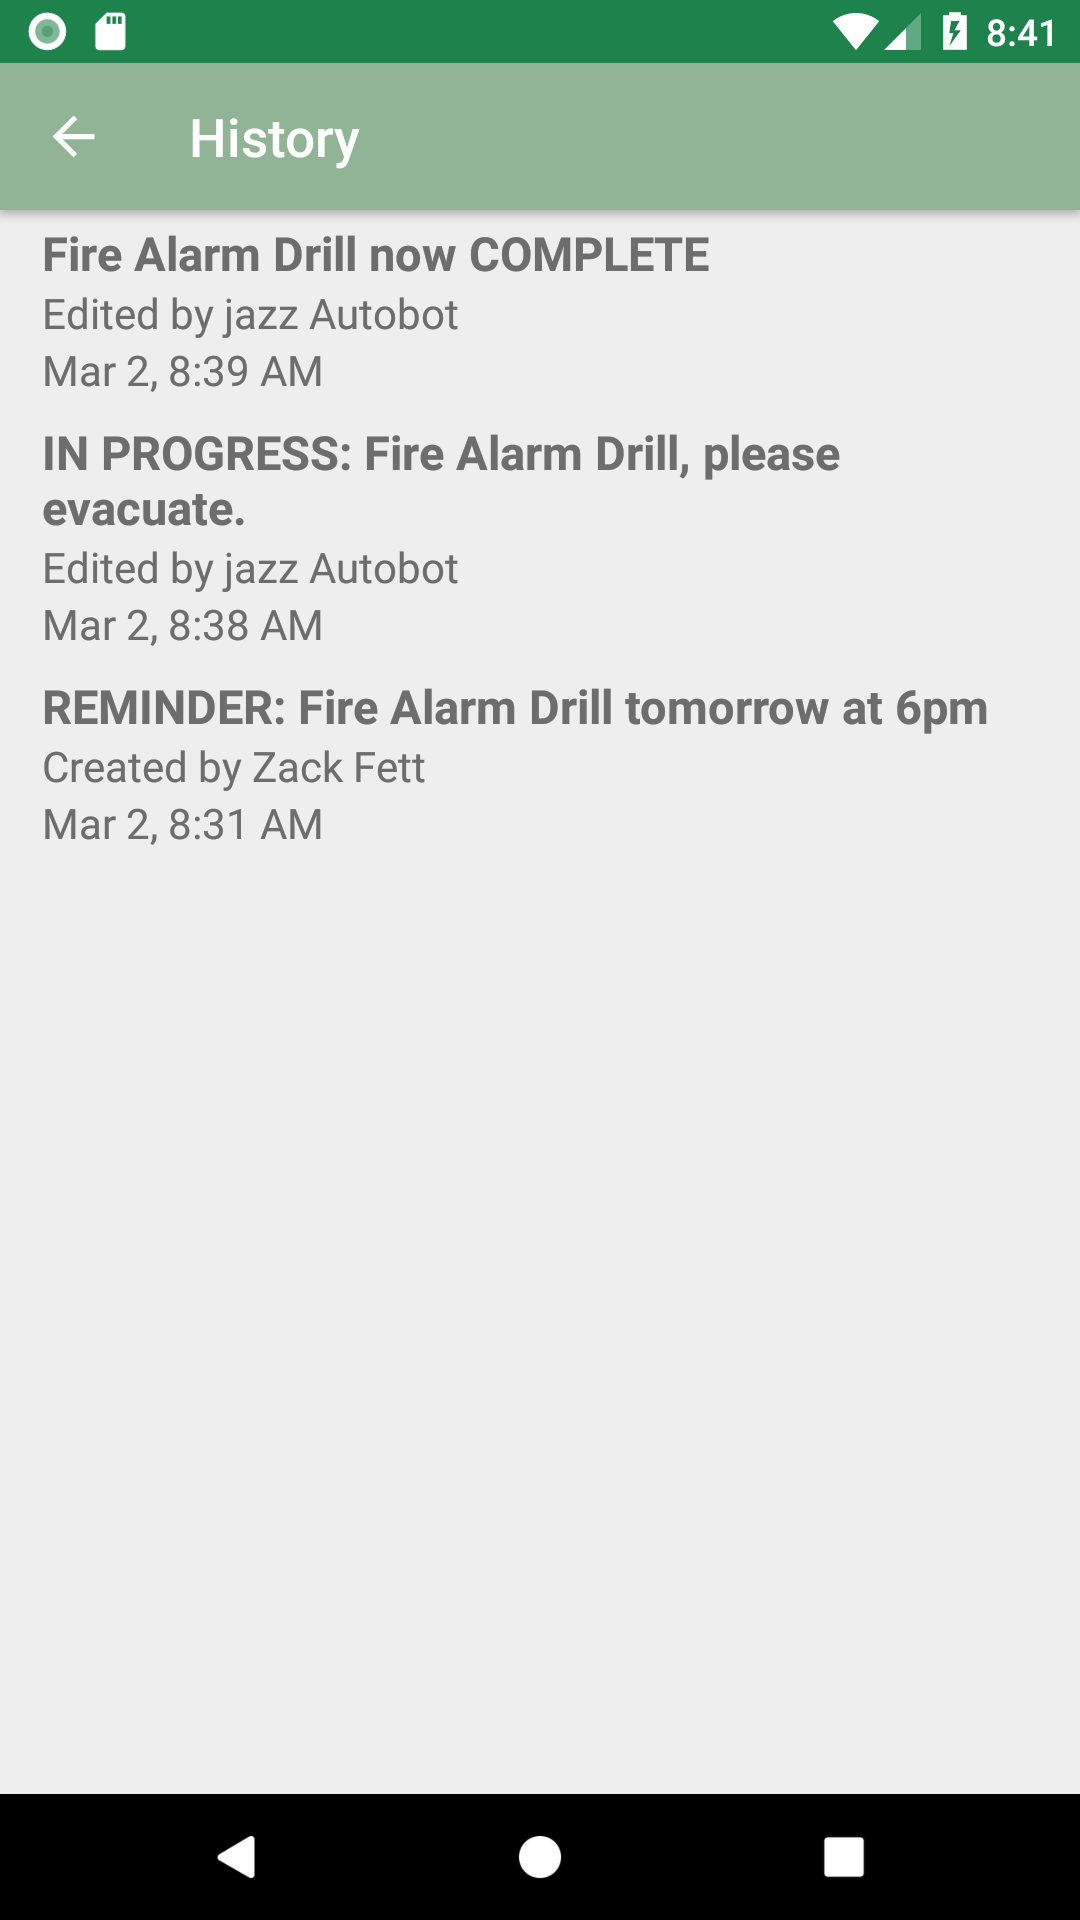 8:41
History
Fire Alarm Drill now COMPLETE
Edited by jazz Autobot
Mar 2, 8:39 AM
IN PROGRESS: Fire Alarm Drill, please
evacuate.
Edited by jazz Autobot
Mar 2, 8:38 AM
REMINDER: Fire Alarm Drill tomorrow at 6pm
Created by Zack Fett
Mar 2, 8:31 AM